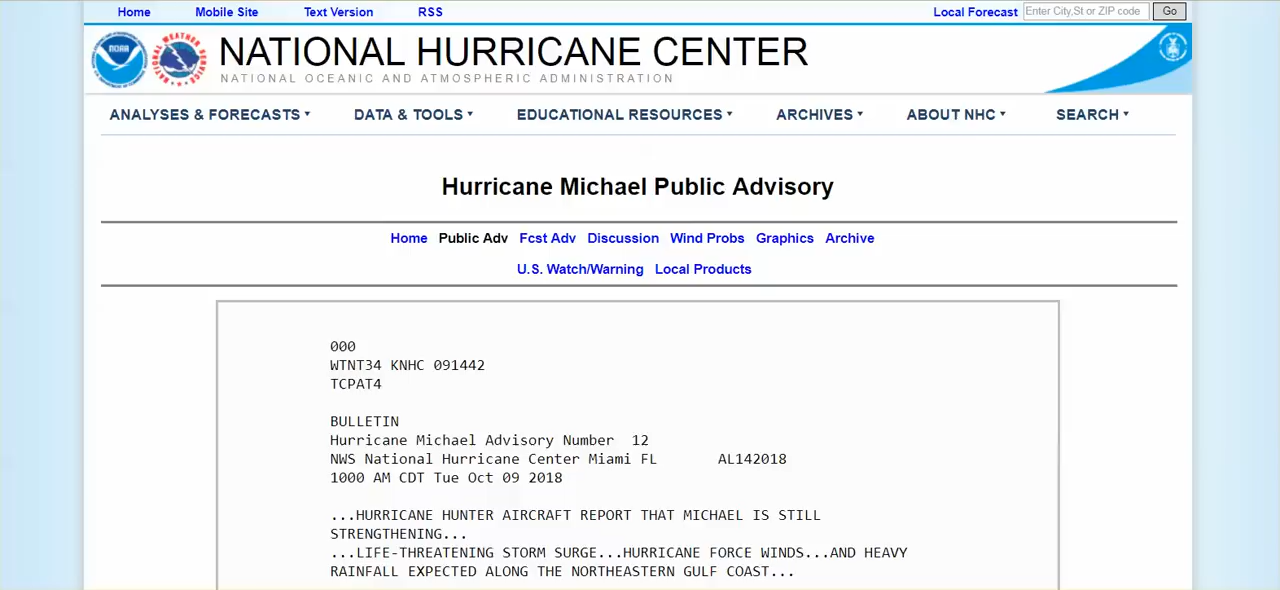 Home Mobile Site Text Version RSS Local Forecast Enter City,St or ZIP code Go
NOAA NATIONAL HURRICANE CENTER
NATIONAL OCEANIC AND ATMOSPHERIC ADMINISTRATION
ANALYSES & FORECASTS DATA & TOOLS EDUCATIONAL RESOURCES ARCHIVES ABOUT NHC SEARCH
Hurricane Michael Public Advisory
Home Public Adv Fcst Adv Discussion Wind Probs Graphics Archive
U.S. Watch/Warning Local Products
000
WTNT34 KNHC 091442
TCPAT4
BULLETIN
Hurricane Michael Advisory Number 12
NWS National Hurricane Center Miami FL AL142018
1000 AM CDT Tue Oct 09 2018
...HURRICANE HUNTER AIRCRAFT REPORT THAT MICHAEL IS STILL
STRENGTHENING...
...LIFE-THREATENING STORM SURGE...HURRICANE FORCE WINDS...AND HEAVY
RAINFALL EXPECTED ALONG THE NORTHEASTERN GULF COAST...